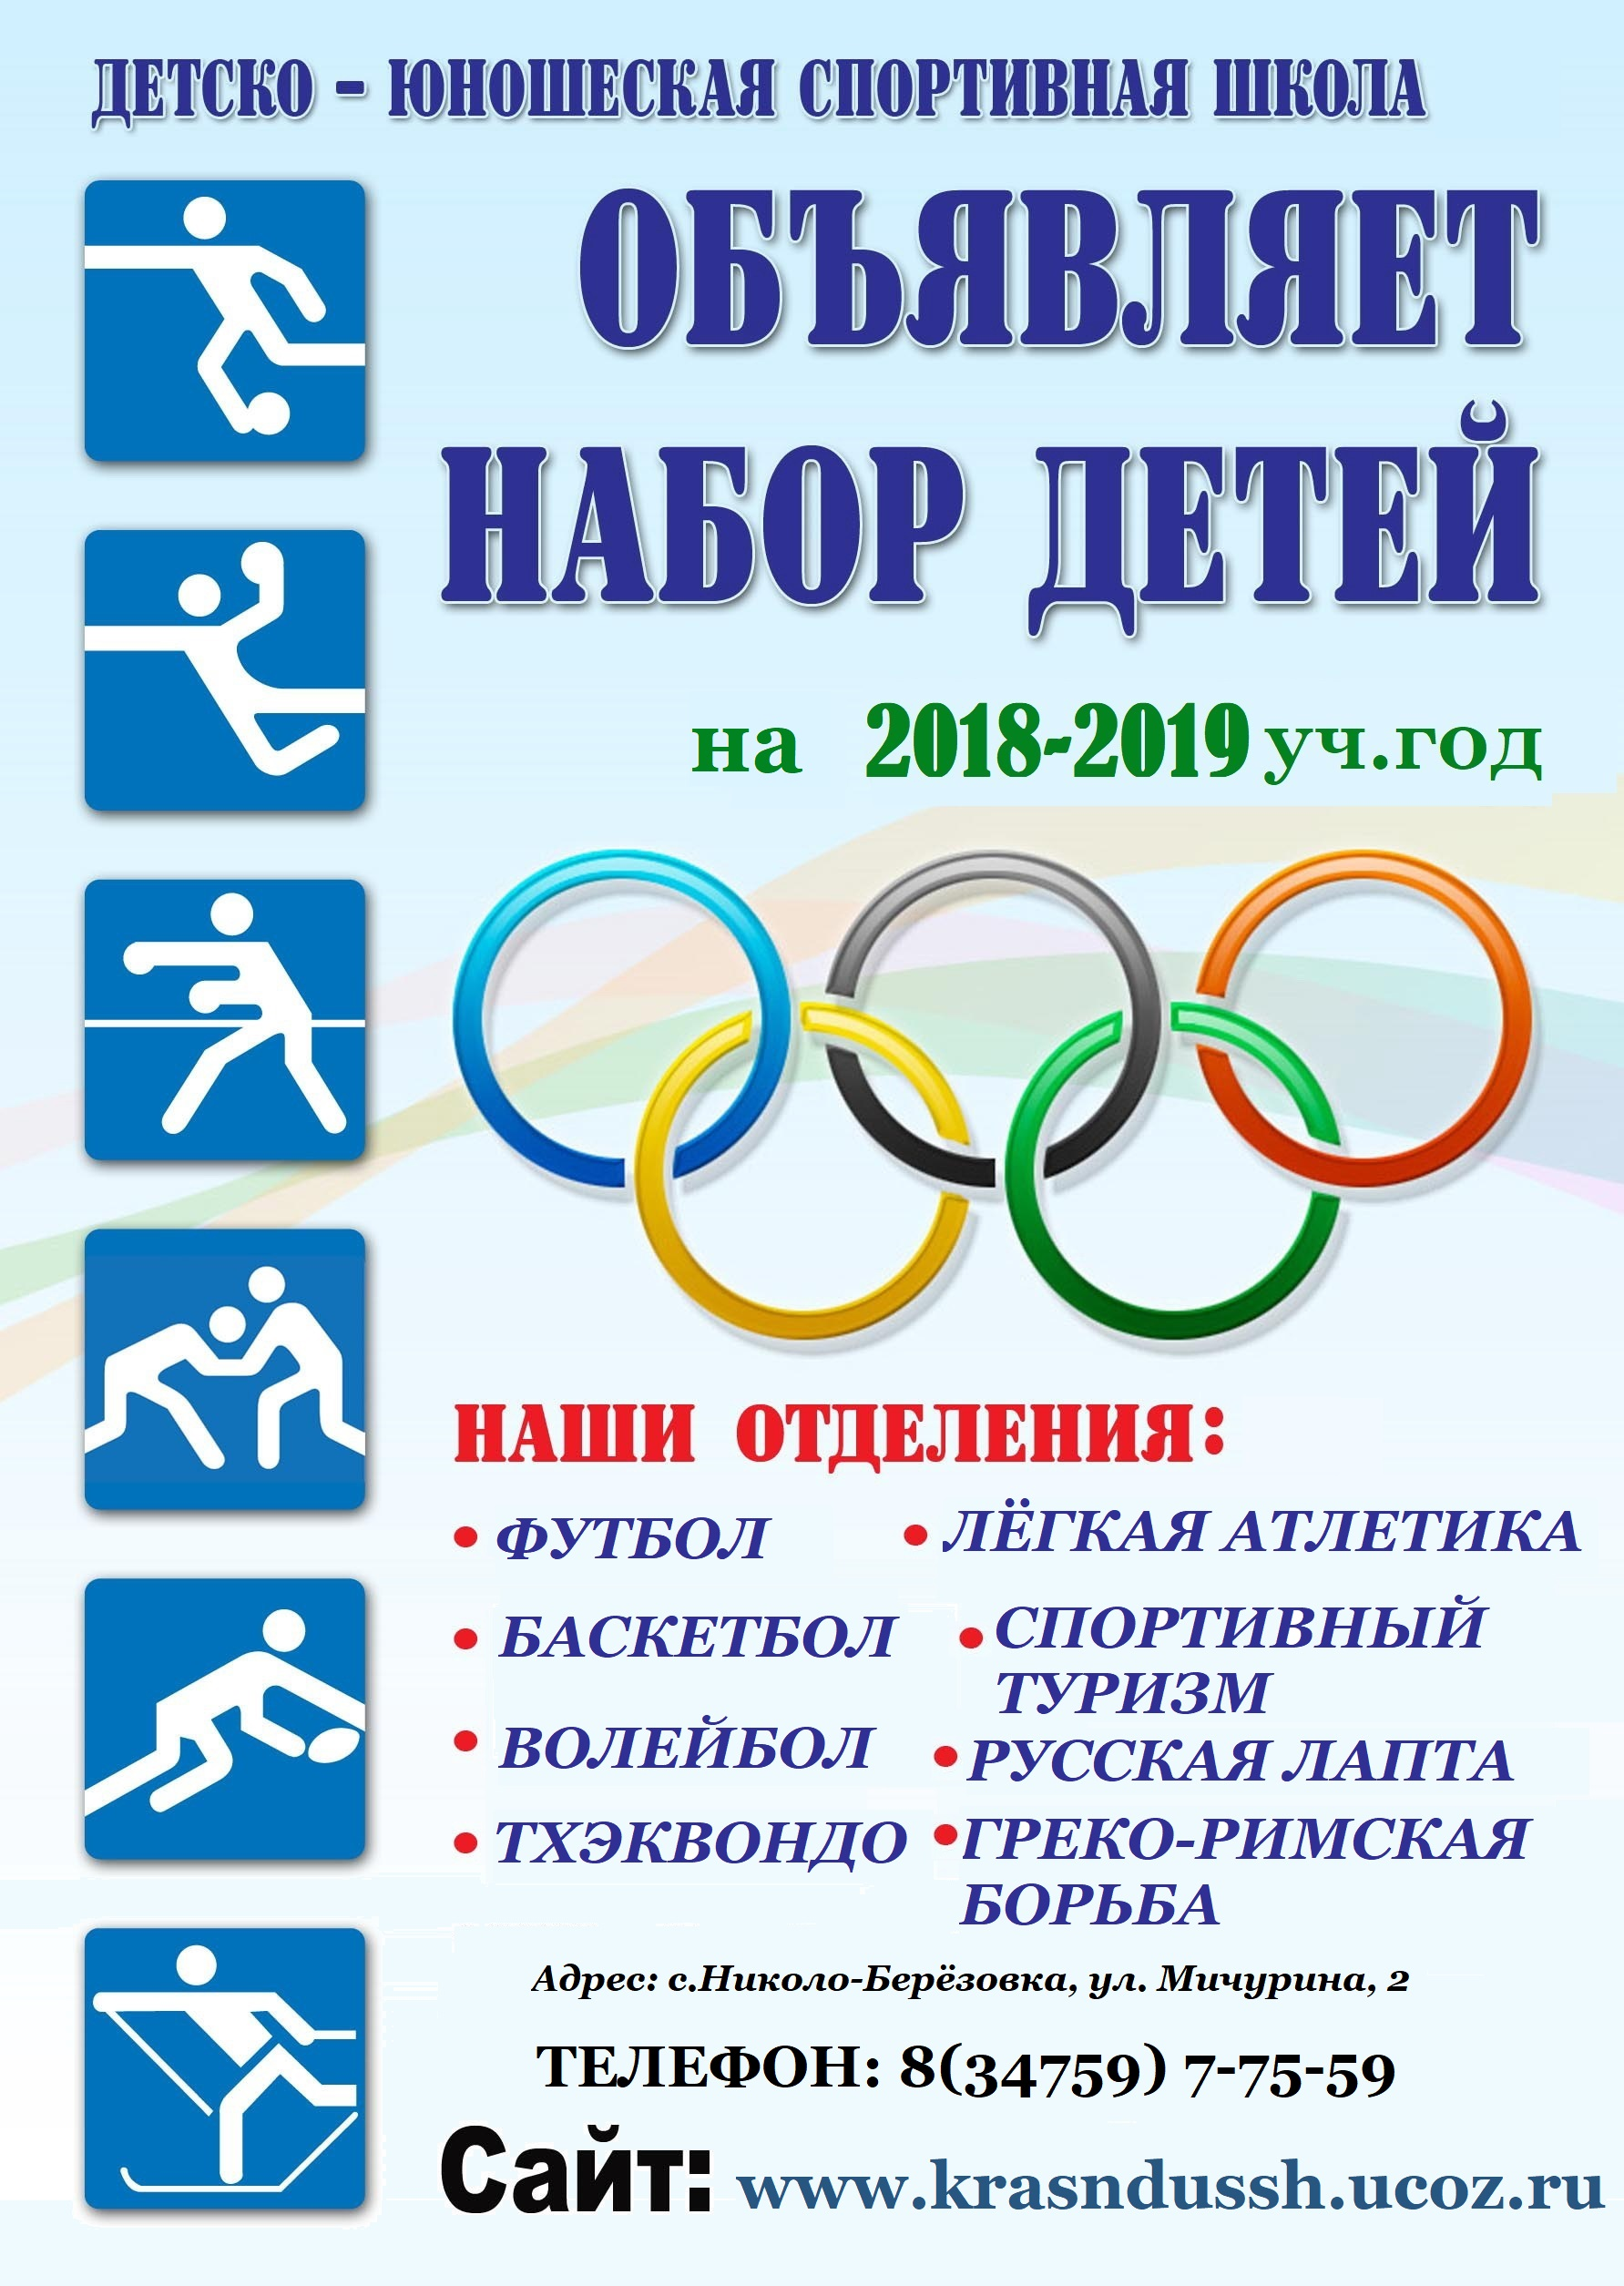 ДЕТСКО - ЮНОШЕСКАЯ СПОРТИВНАЯ ШКОЛА
ОБЪЯВЛЯЕТ
НАБОР ДЕТЕЙ
на 2018-2019 уч.год
НАШИ ОТДЕЛЕНИЯ:
• ФУТБОЛ
• БАСКЕТБОЛ
• ВОЛЕЙБОЛ
• ТХЭКВОНДО
• ЛЁГКАЯ АТЛЕТИКА
• СПОРТИВНЫЙ
ТУРИЗМ
• РУССКАЯ ЛАПТА
• ГРЕКО-РИМСКАЯ
БОРЬБА
Адрес: с.Николо-Берёзовка, ул. Мичурина, 2
ТЕЛЕФОН: 8(34759) 7-75-59
Сайт: www.krasndussh.ucoz.ru